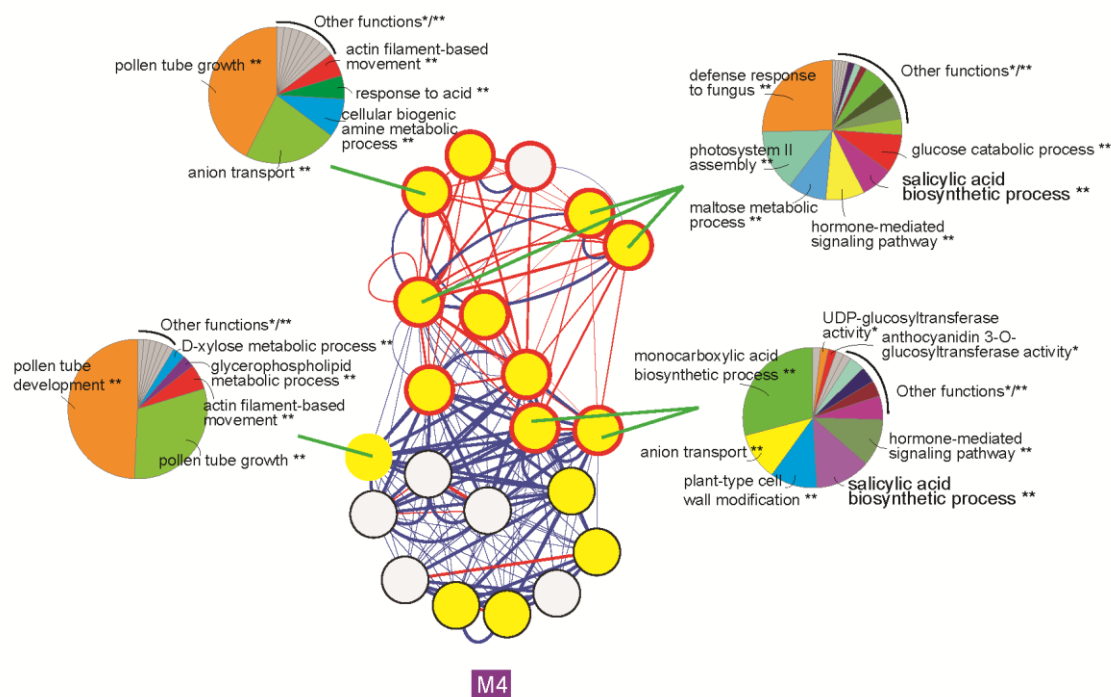 Other functions*/**
actin filament-based
movement **
pollen tube growth **
response to acid **
cellular biogenic
amine metabolic
process **
anion transport **
defense response
to fungus **
Other functions*/**
photosystem II
assembly **
glucose catabolic process **
salicylic acid
biosynthetic process **
maltose metabolic
process **
hormone-mediated
signaling pathway **
Other functions*/**
D-xylose metabolic process **
glycerophospholipid
metabolic process **
pollen tube
development **
actin filament-based
movement **
pollen tube growth **
UDP-glucosyltransferase
activity*
anthocyanidin 3-O-
glucosyltransferase activity*
monocarboxylic acid
biosynthetic process **
Other functions*/**
hormone-mediated
signaling pathway **
anion transport **
plant-type cell
wall modification **
salicylic acid
biosynthetic process **
M4